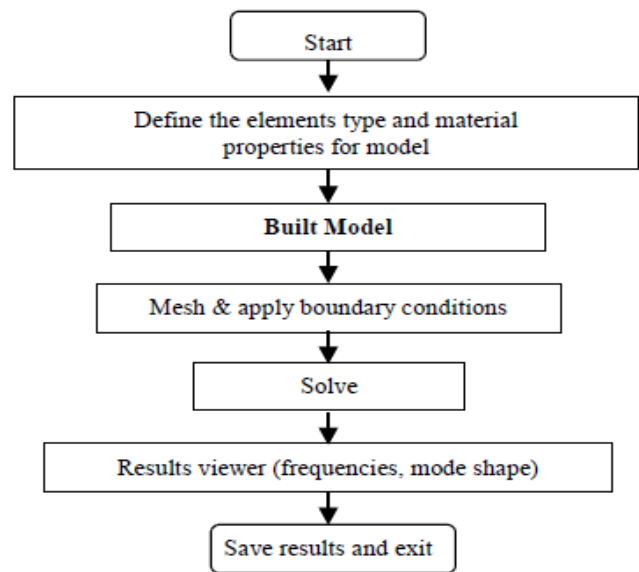 Start
Define the elements type and material
properties for model
Built Model
Mesh & apply boundary conditions
Solve
Results viewer (frequencies, mode shape)
Save results and exit